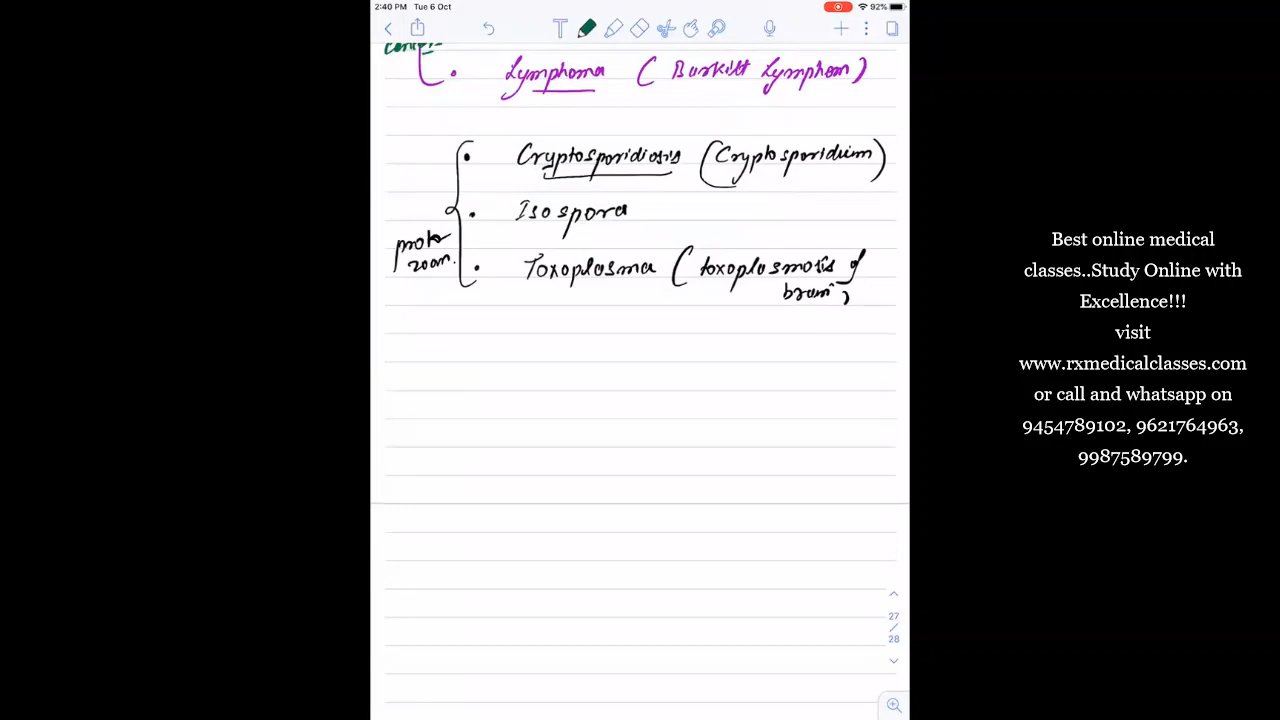 2:40 PM Tue 6 Oct
92%
• Lymphoma ( Burkitt Lymphom )
• Cryptosporidiosis (Cryptosporidium)
• Isospora
proto
zoan.
• Toxoplasma ( toxoplasmosis of
brain )
27
/
28
Best online medical
classes..Study Online with
Excellence!!!
visit
www.rxmedicalclasses.com
or call and whatsapp on
9454789102, 9621764963,
9987589799.